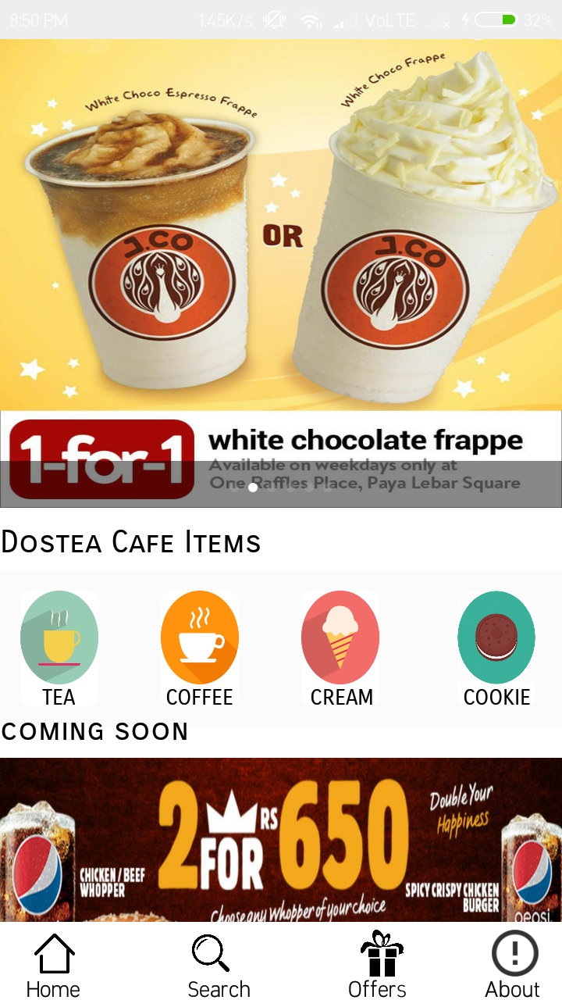 8:50 PM 1.45K/s VoLTE 32%
White Choco Espresso Frappe
White Choco Frappe
J.CO
OR
J.CO
1-for-1
white chocolate frappe
Available on weekdays only at
One Raffles Place, Paya Lebar Square
Dostea Cafe Items
TEA COFFEE CREAM COOKIE
COMING SOON
2 FOR RS 650
Double Your
Happiness
CHICKEN / BEEF
WHOPPER
SPICY CRISPY CHICKEN
BURGER
Choose any Whopper of your choice
pepsi
Home Search Offers About